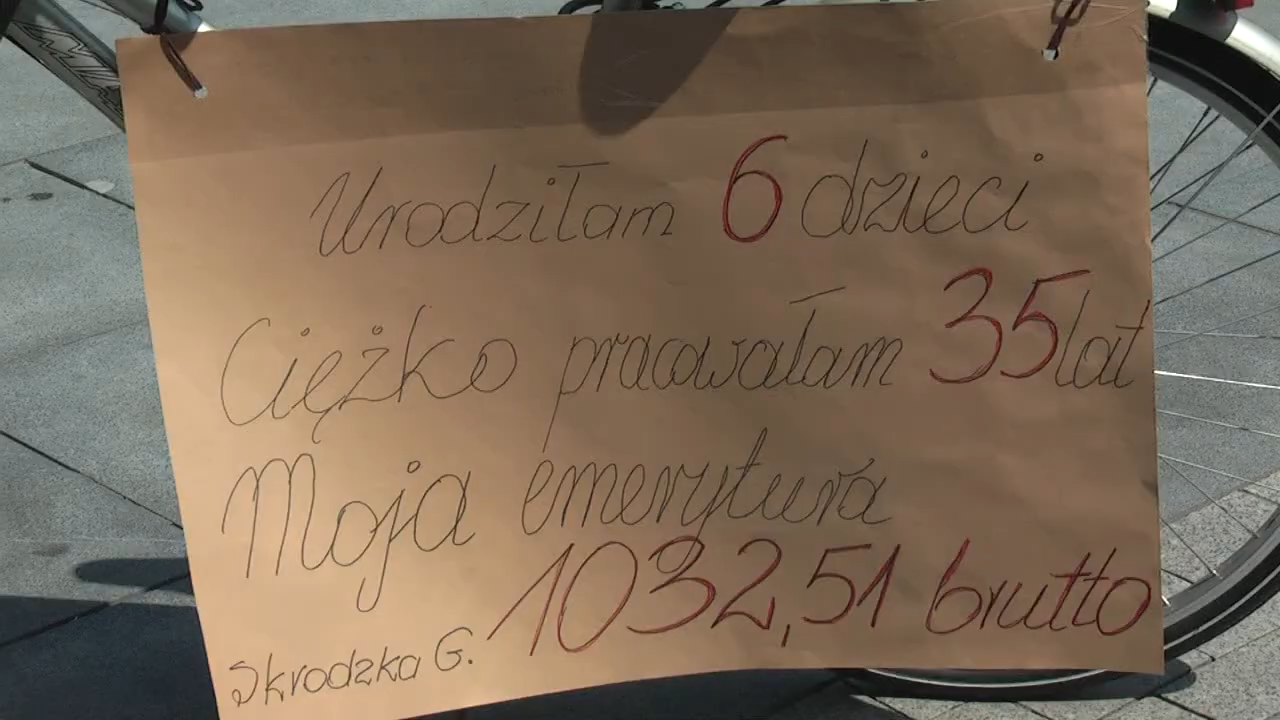 Urodziłam 6 dzieci
Ciężko pracowałam 35 lat
Moja emerytura
1032,51 brutto
Skrodzka G.